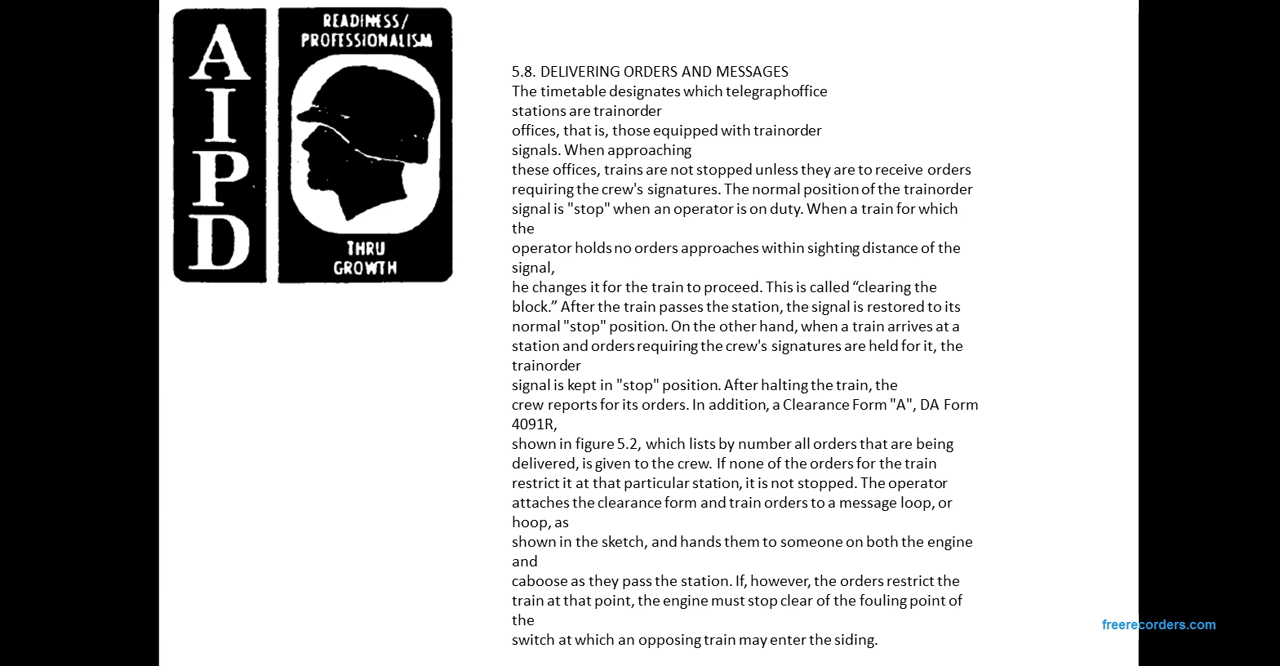 A
I
P
D
READINESS/
PROFESSIONALISM
THRU
GROWTH
5.8. DELIVERING ORDERS AND MESSAGES
The timetable designates which telegraphoffice
stations are trainorder
offices, that is, those equipped with trainorder
signals. When approaching
these offices, trains are not stopped unless they are to receive orders
requiring the crew's signatures. The normal position of the trainorder
signal is "stop" when an operator is on duty. When a train for which
the
operator holds no orders approaches within sighting distance of the
signal,
he changes it for the train to proceed. This is called “clearing the
block.” After the train passes the station, the signal is restored to its
normal "stop" position. On the other hand, when a train arrives at a
station and orders requiring the crew's signatures are held for it, the
trainorder
signal is kept in "stop" position. After halting the train, the
crew reports for its orders. In addition, a Clearance Form "A", DA Form
4091R,
shown in figure 5.2, which lists by number all orders that are being
delivered, is given to the crew. If none of the orders for the train
restrict it at that particular station, it is not stopped. The operator
attaches the clearance form and train orders to a message loop, or
hoop, as
shown in the sketch, and hands them to someone on both the engine
and
caboose as they pass the station. If, however, the orders restrict the
train at that point, the engine must stop clear of the fouling point of
the
switch at which an opposing train may enter the siding.
freerecorders.com